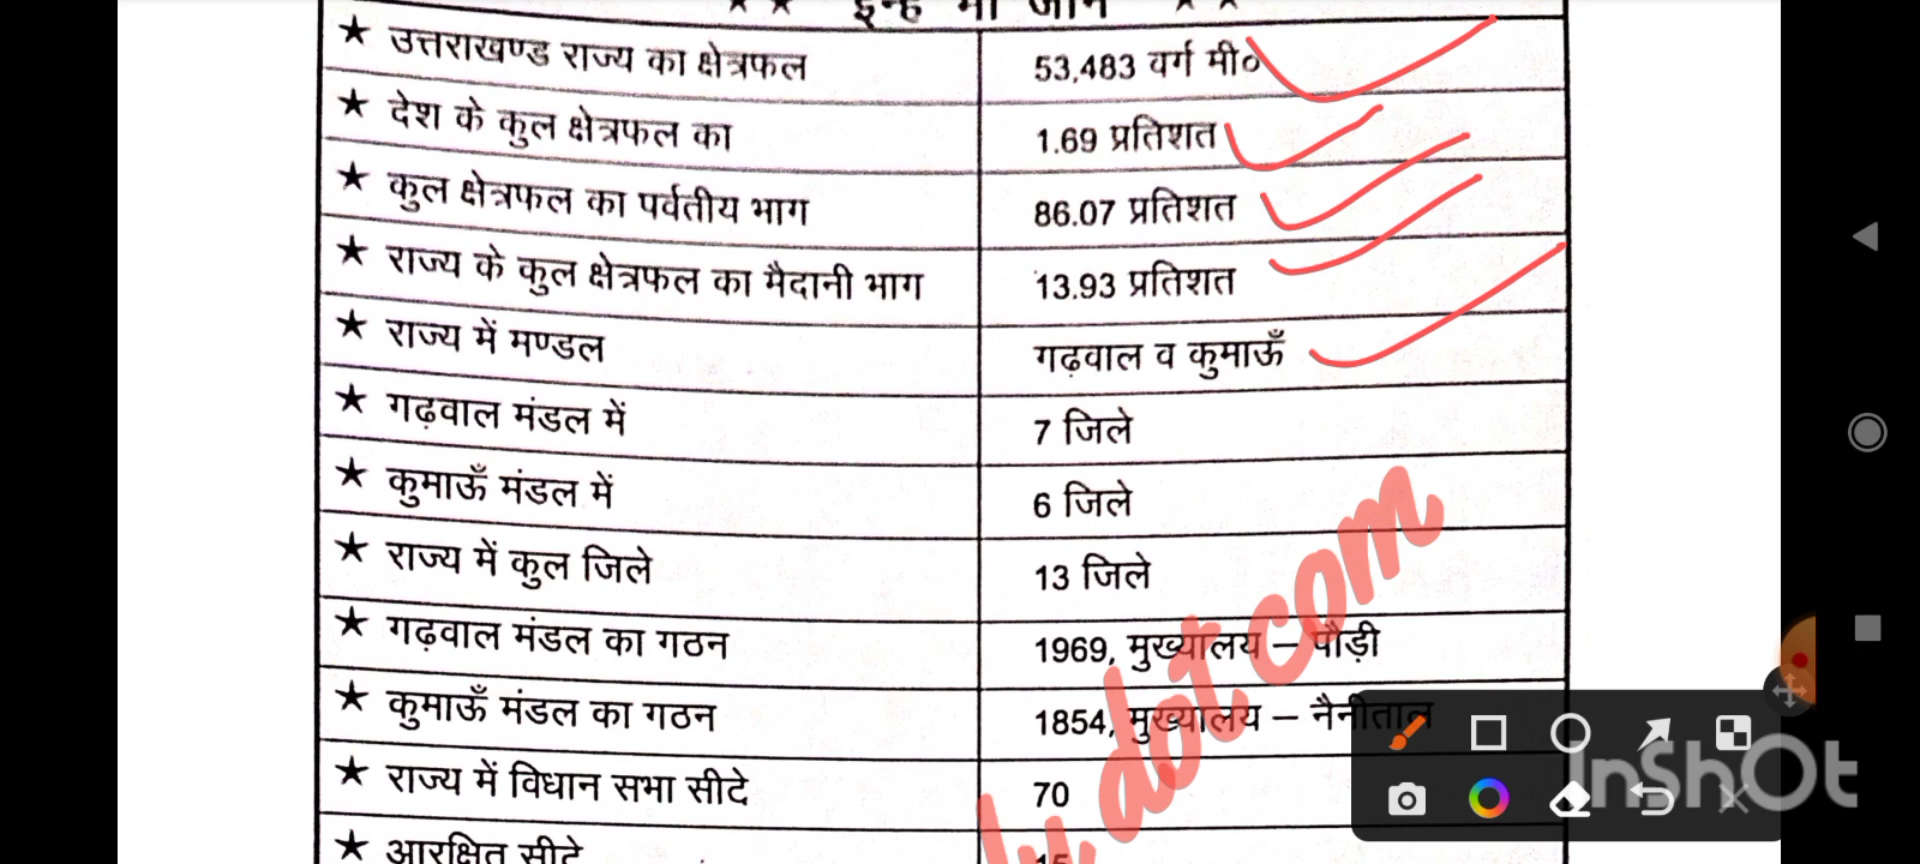 ★ ★ इन्हें भी जानें ★ ★
★ उत्तराखण्ड राज्य का क्षेत्रफल 53,483 वर्ग मी०
★ देश के कुल क्षेत्रफल का 1.69 प्रतिशत
★ कुल क्षेत्रफल का पर्वतीय भाग 86.07 प्रतिशत
★ राज्य के कुल क्षेत्रफल का मैदानी भाग 13.93 प्रतिशत
★ राज्य में मण्डल गढ़वाल व कुमाऊँ
★ गढ़वाल मंडल में 7 जिले
★ कुमाऊँ मंडल में 6 जिले
★ राज्य में कुल जिले 13 जिले
★ गढ़वाल मंडल का गठन 1969, मुख्यालय – पौड़ी
★ कुमाऊँ मंडल का गठन 1854, मुख्यालय – नैनीताल
★ राज्य में विधान सभा सीटे 70
★ आरक्षित सीटे 15
dot com
InShOt